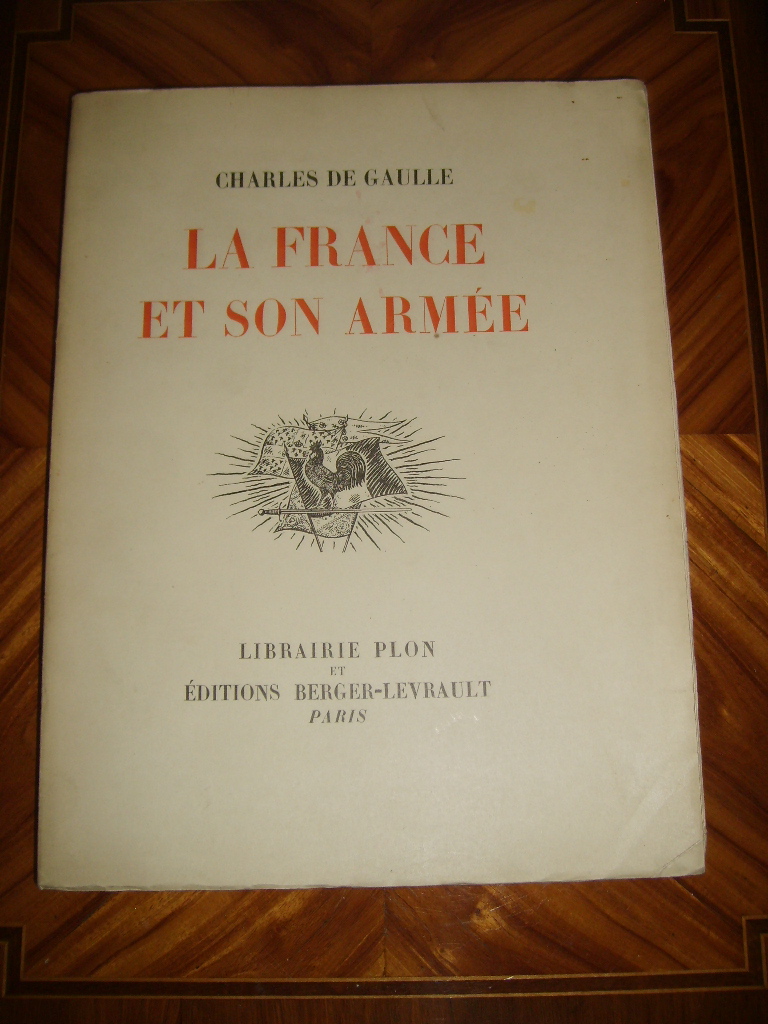 CHARLES DE GAULLE
LA FRANCE
ET SON ARMÉE
LIBRAIRIE PLON
ET
ÉDITIONS BERGER-LEVRAULT
PARIS